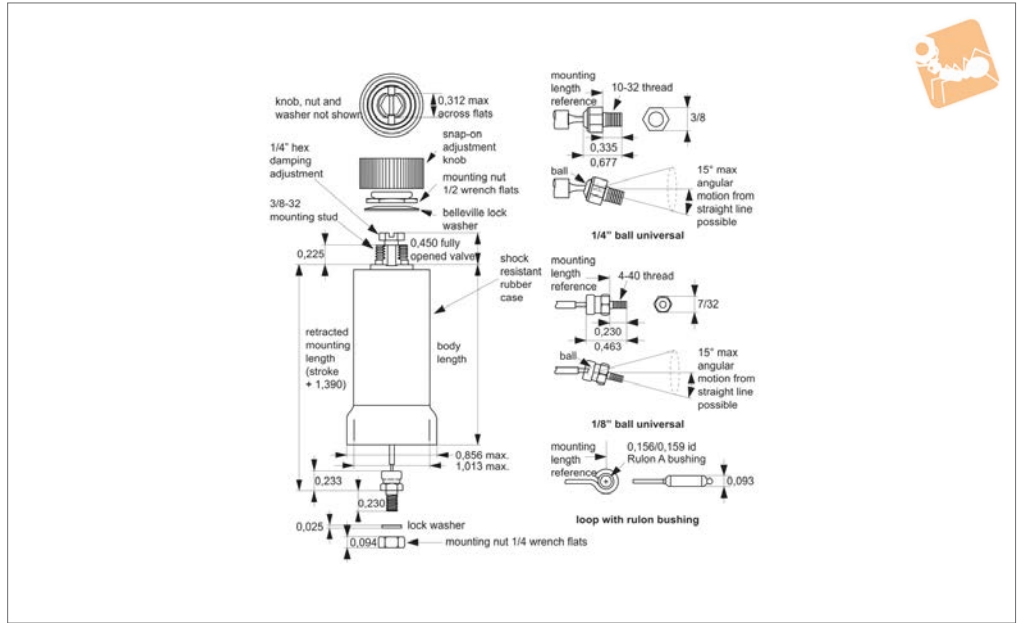 knob, nut and
washer not shown
0,312 max
across flats
snap-on
adjustment
knob
1/4" hex
damping
adjustment
mounting nut
1/2 wrench flats
3/8-32
mounting stud
belleville lock
washer
0,225
0,450 fully
opened valve
shock
resistant
rubber
case
retracted
mounting
length
(stroke
+ 1,390)
body
length
0,856 max.
1,013 max.
0,233
0,230
0,025
lock washer
0,094
mounting nut 1/4 wrench flats
mounting
length
reference
10-32 thread
3/8
0,335
0,677
ball
15° max
angular
motion from
straight line
possible
1/4" ball universal
mounting
length
reference
4-40 thread
7/32
0,230
0,463
ball
15° max
angular
motion from
straight line
possible
1/8" ball universal
mounting
length
reference
0,156/0,159 id
Rulon A bushing
0,093
loop with rulon bushing